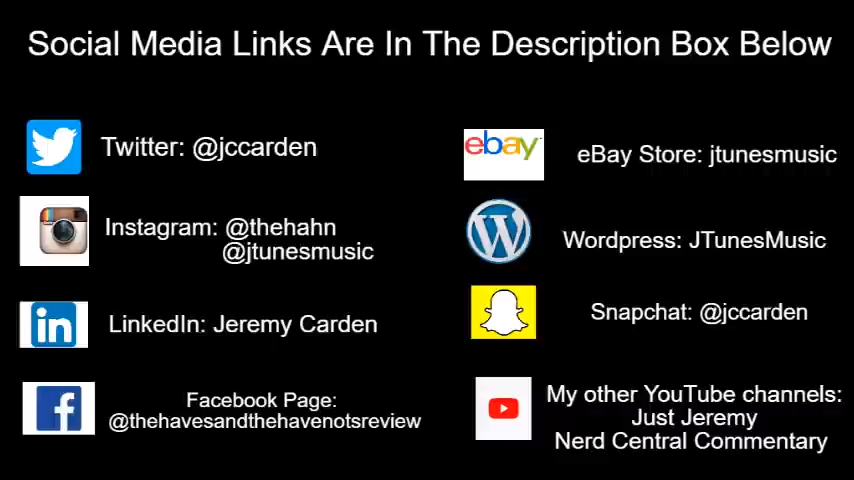 Social Media Links Are In The Description Box Below
Twitter: @jccarden
Instagram: @thehahn
@jtunesmusic
in LinkedIn: Jeremy Carden
f Facebook Page:
@thehavesandthehavenotsreview
ebay eBay Store: jtunesmusic
W Wordpress: JTunesMusic
Snapchat: @jccarden
My other YouTube channels:
Just Jeremy
Nerd Central Commentary